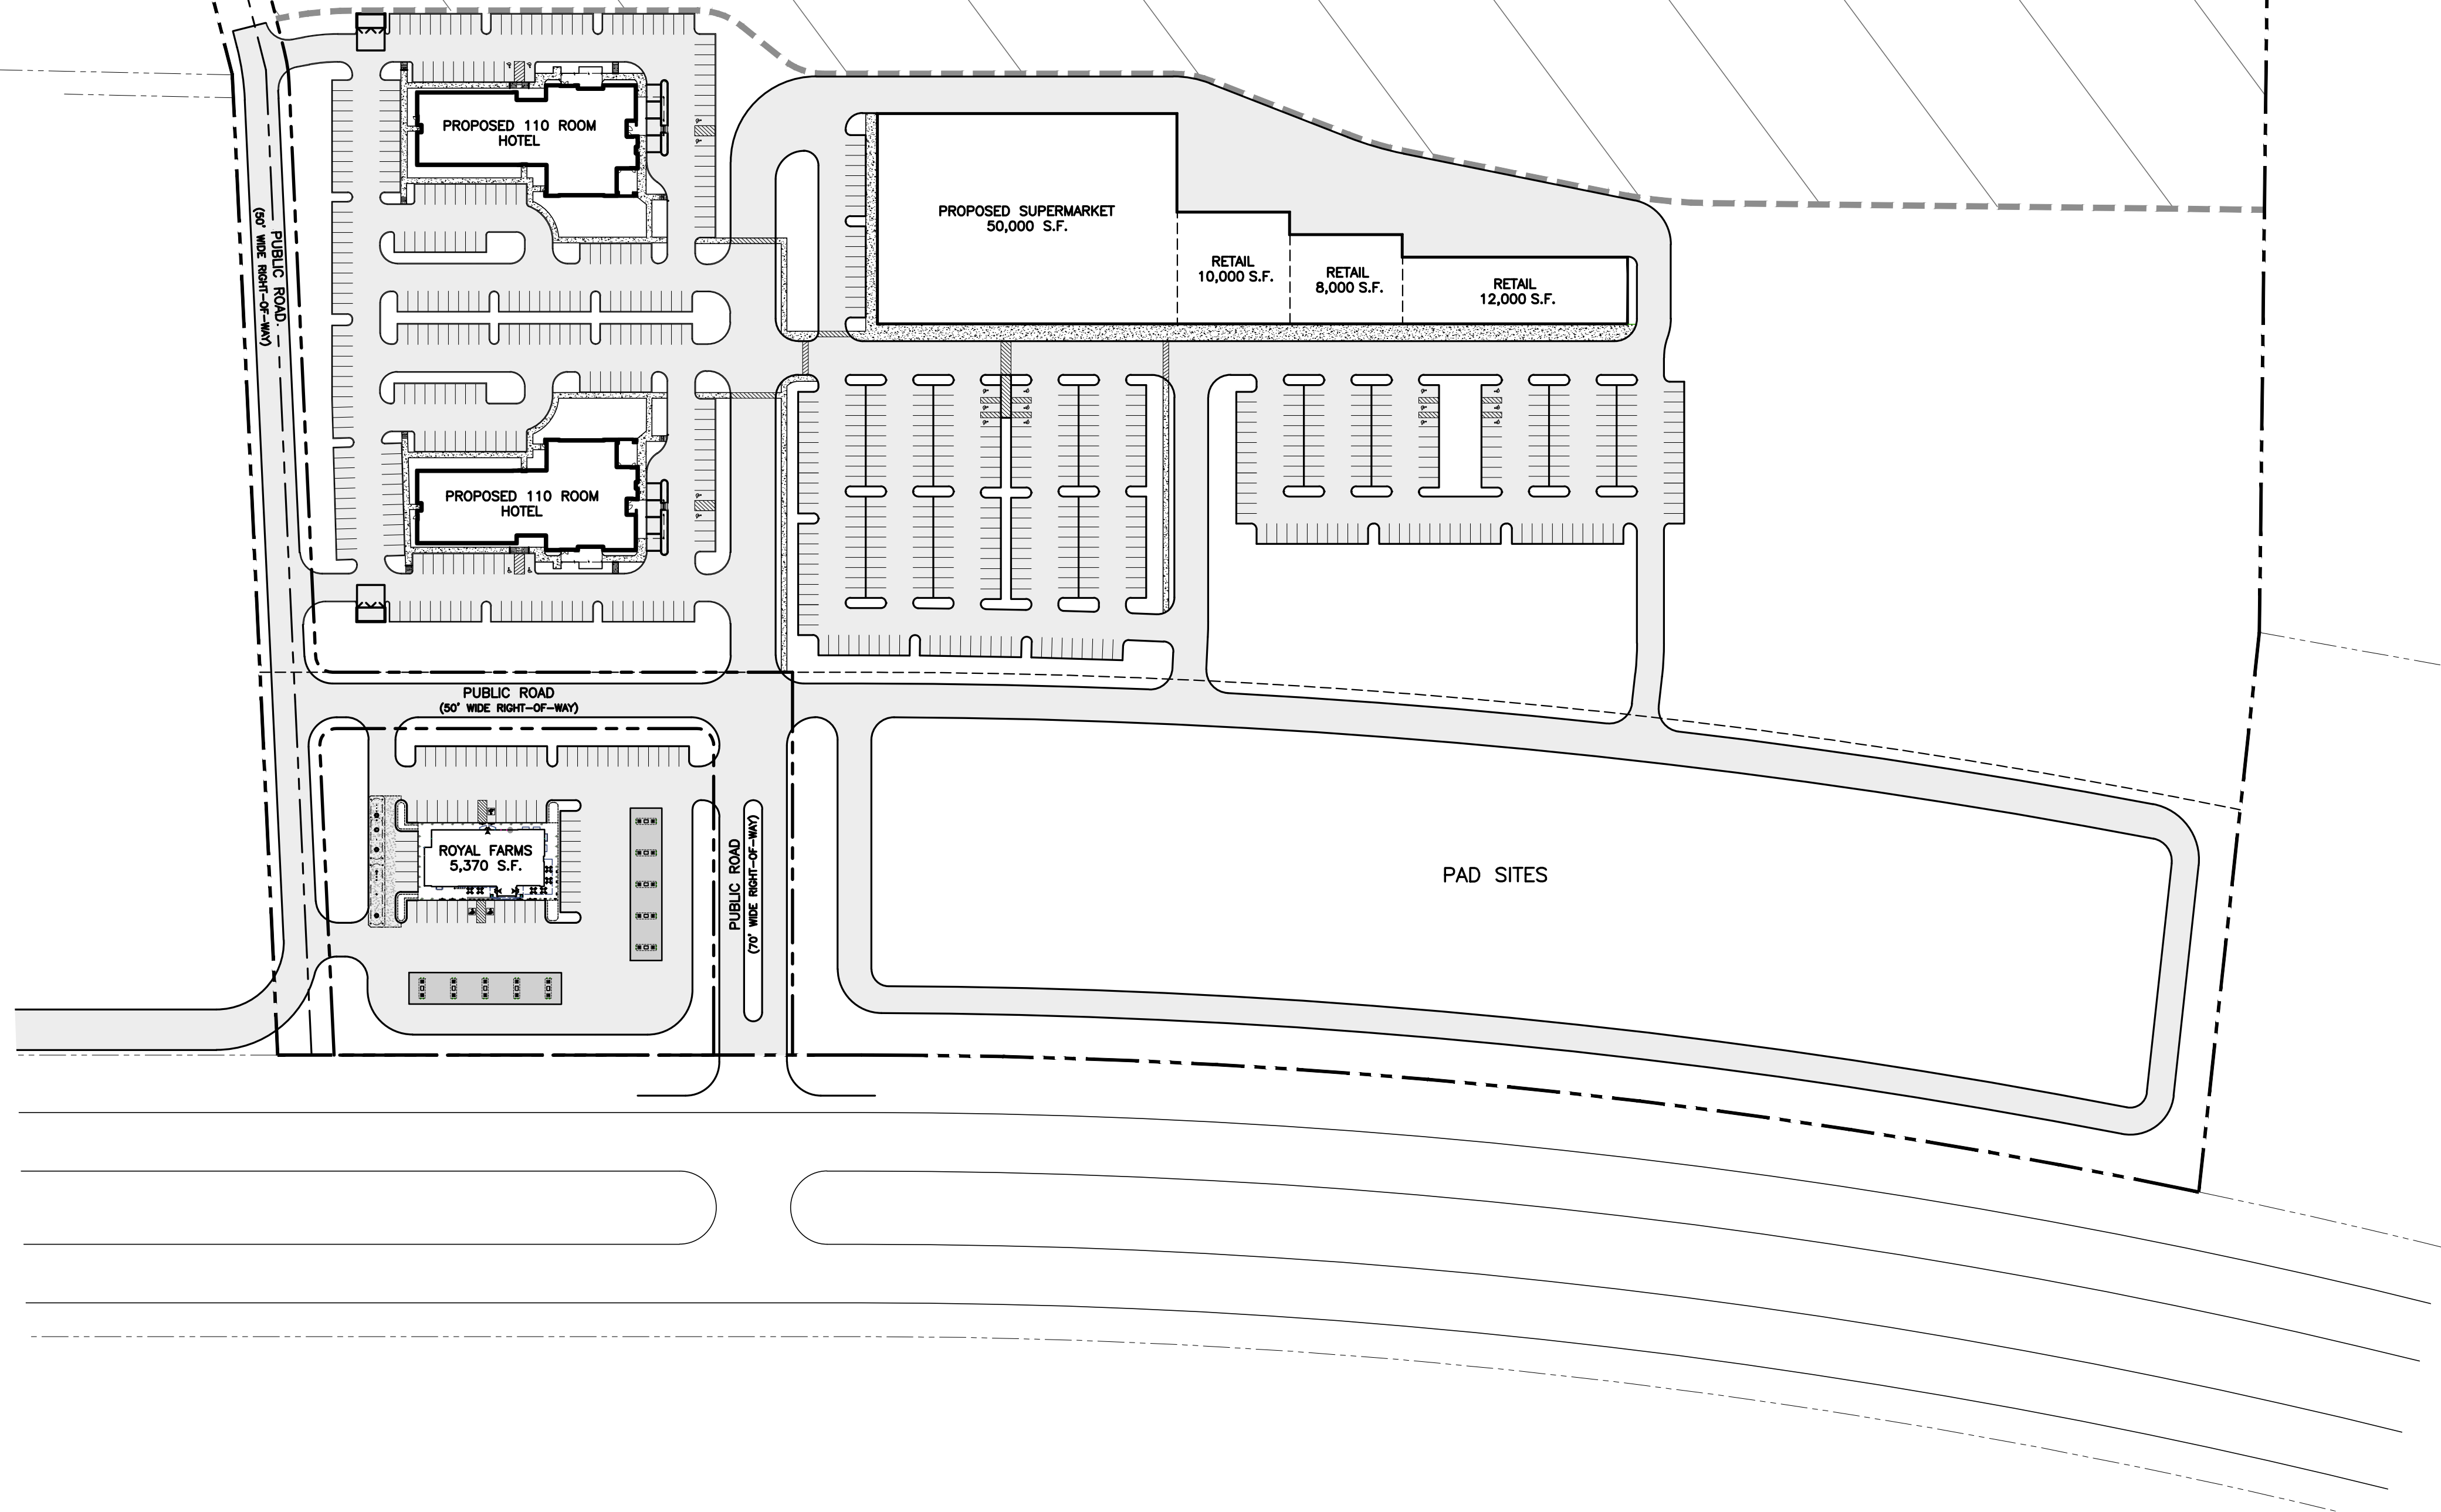 PROPOSED 110 ROOM
HOTEL
PROPOSED SUPERMARKET
50,000 S.F.
RETAIL
10,000 S.F.
RETAIL
8,000 S.F.
RETAIL
12,000 S.F.
PUBLIC ROAD.
(50' WIDE RIGHT-OF-WAY)
PROPOSED 110 ROOM
HOTEL
PUBLIC ROAD
(50' WIDE RIGHT-OF-WAY)
ROYAL FARMS
5,370 S.F.
PUBLIC ROAD
(70' WIDE RIGHT-OF-WAY)
PAD SITES